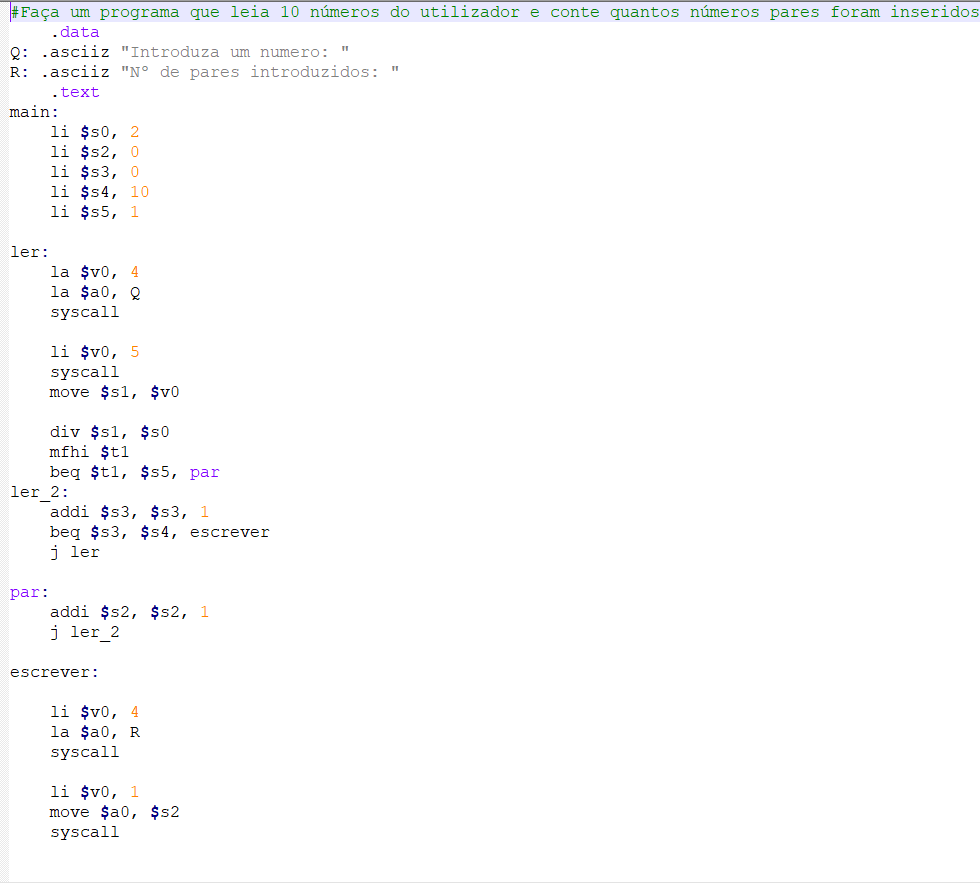 #Faça um programa que leia 10 números do utilizador e conte quantos números pares foram inseridos
.data
Q: .asciiz "Introduza um numero: "
R: .asciiz "Nº de pares introduzidos: "
.text
main:
li $s0, 2
li $s2, 0
li $s3, 0
li $s4, 10
li $s5, 1
ler:
la $v0, 4
la $a0, Q
syscall
li $v0, 5
syscall
move $s1, $v0
div $s1, $s0
mfhi $t1
beq $t1, $s5, par
ler_2:
addi $s3, $s3, 1
beq $s3, $s4, escrever
j ler
par:
addi $s2, $s2, 1
j ler_2
escrever:
li $v0, 4
la $a0, R
syscall
li $v0, 1
move $a0, $s2
syscall